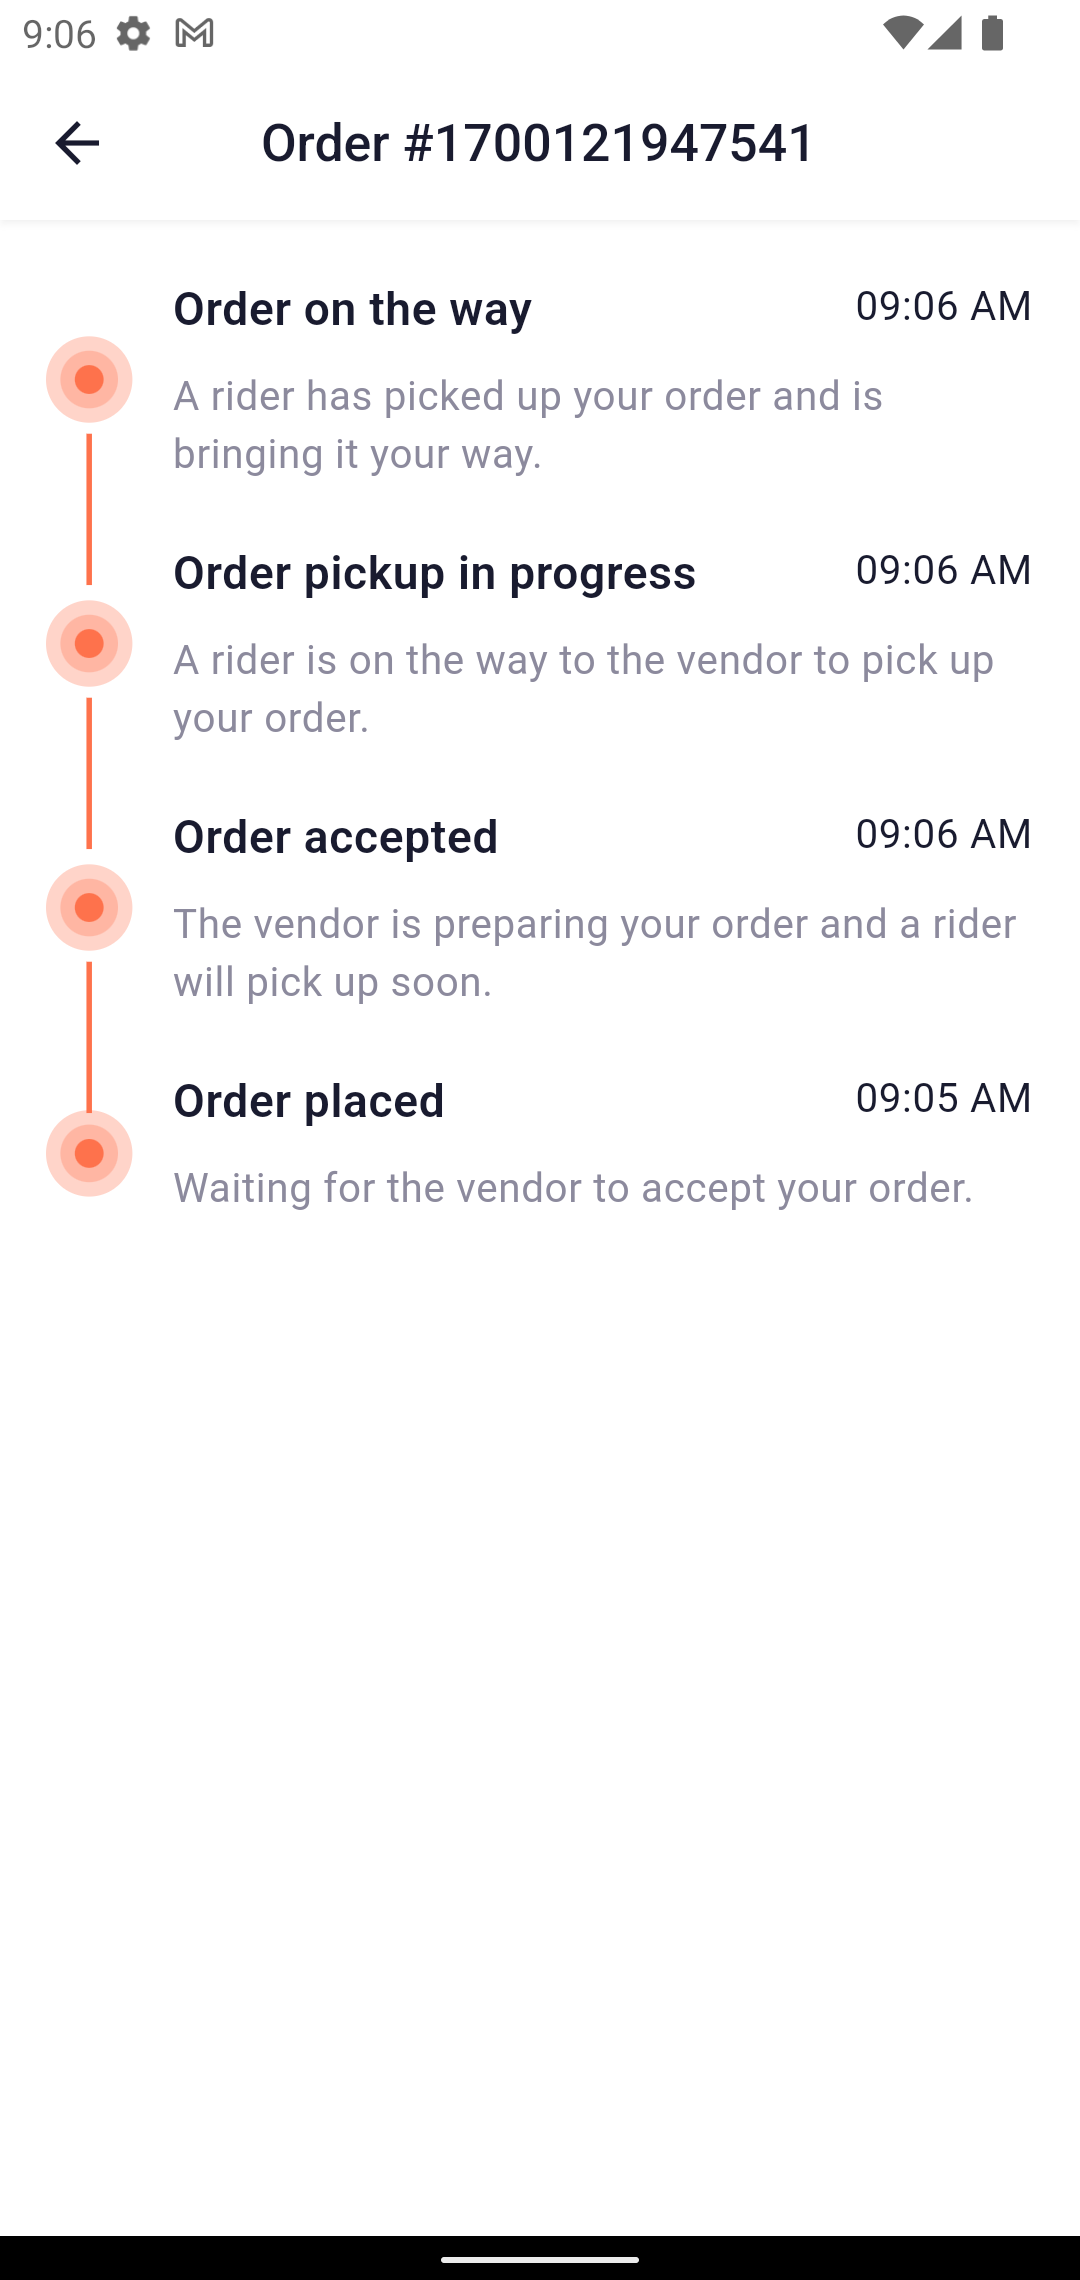 9:06
Order #1700121947541
Order on the way
09:06 AM
A rider has picked up your order and is
bringing it your way.
Order pickup in progress
09:06 AM
A rider is on the way to the vendor to pick up
your order.
Order accepted
09:06 AM
The vendor is preparing your order and a rider
will pick up soon.
Order placed
09:05 AM
Waiting for the vendor to accept your order.